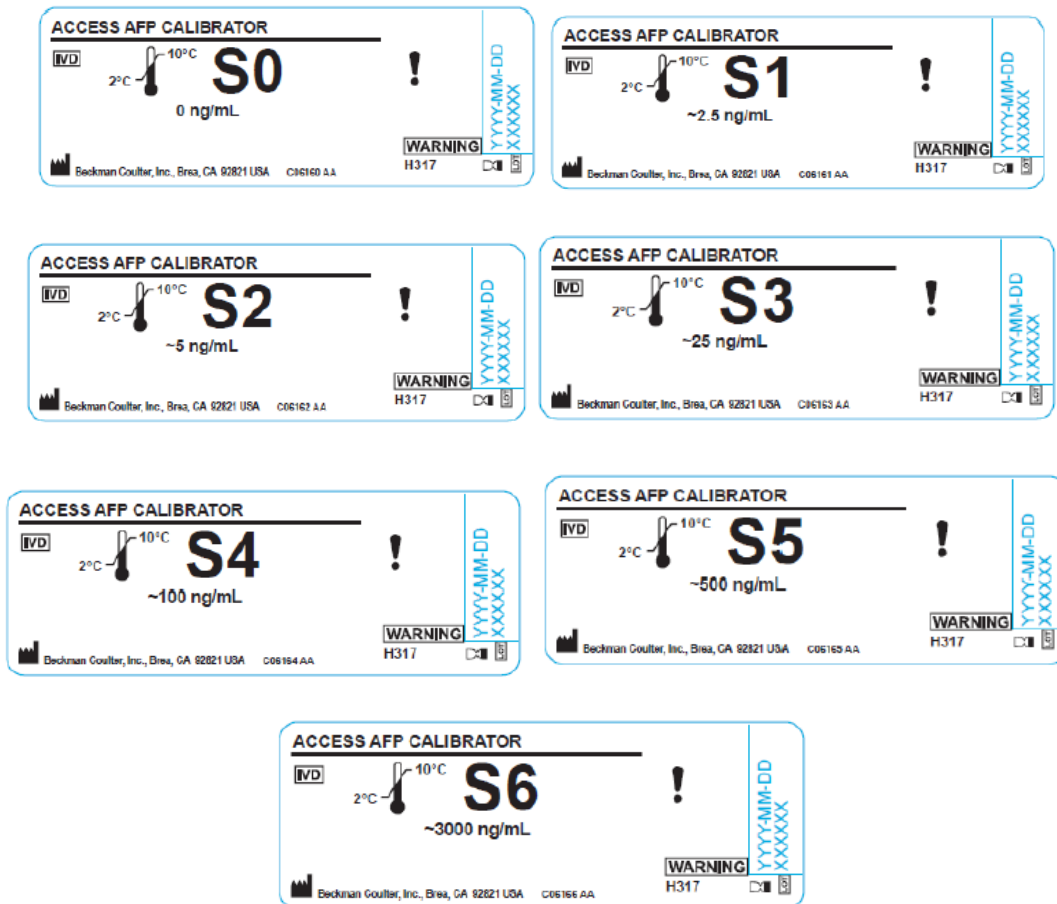 ACCESS AFP CALIBRATOR
IVD
10°C
2°C
S0
0 ng/mL
!
WARNING
H317
Beckman Coulter, Inc., Brea, CA 92821 USA C06160 AA
YYYY-MM-DD
XXXXXX
LOT
ACCESS AFP CALIBRATOR
IVD
10°C
2°C
S1
~2.5 ng/mL
!
WARNING
H317
Beckman Coulter, Inc., Brea, CA 92821 USA C06161 AA
YYYY-MM-DD
XXXXXX
LOT
ACCESS AFP CALIBRATOR
IVD
10°C
2°C
S2
~5 ng/mL
!
WARNING
H317
Beckman Coulter, Inc., Brea, CA 92821 USA C06162 AA
YYYY-MM-DD
XXXXXX
LOT
ACCESS AFP CALIBRATOR
IVD
10°C
2°C
S3
~25 ng/mL
!
WARNING
H317
Beckman Coulter, Inc., Brea, CA 92821 USA C06163 AA
YYYY-MM-DD
XXXXXX
LOT
ACCESS AFP CALIBRATOR
IVD
10°C
2°C
S4
~100 ng/mL
!
WARNING
H317
Beckman Coulter, Inc., Brea, CA 92821 USA C06164 AA
YYYY-MM-DD
XXXXXX
LOT
ACCESS AFP CALIBRATOR
IVD
10°C
2°C
S5
~500 ng/mL
!
WARNING
H317
Beckman Coulter, Inc., Brea, CA 92821 USA C06165 AA
YYYY-MM-DD
XXXXXX
LOT
ACCESS AFP CALIBRATOR
IVD
10°C
2°C
S6
~3000 ng/mL
!
WARNING
H317
Beckman Coulter, Inc., Brea, CA 92821 USA C06166 AA
YYYY-MM-DD
XXXXXX
LOT